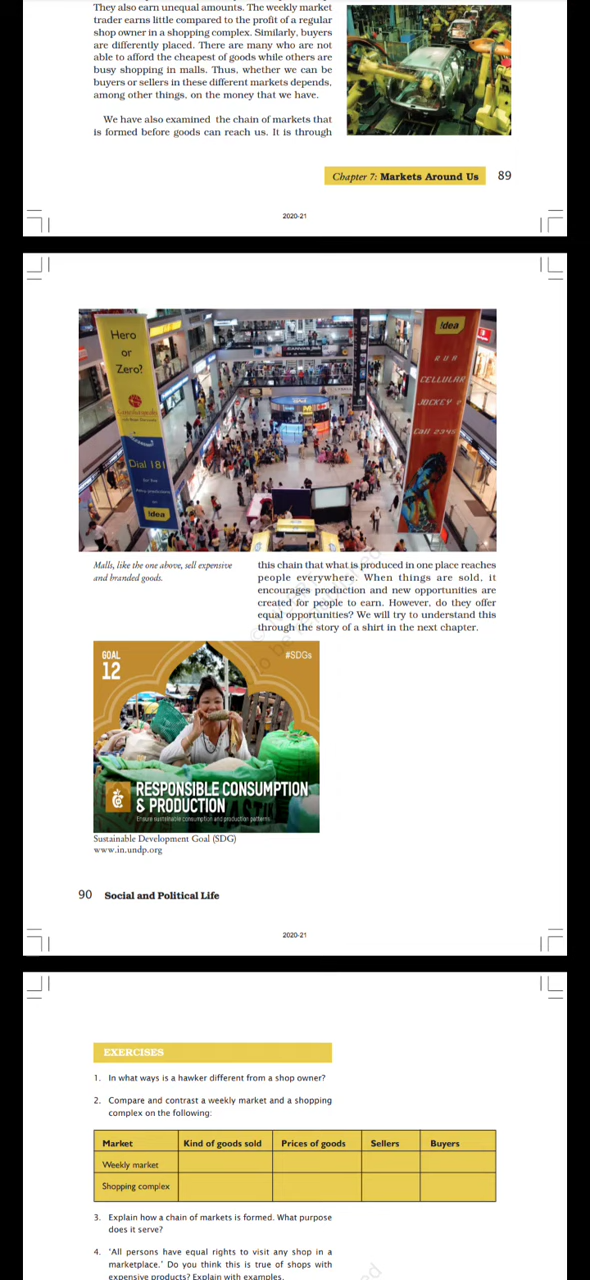 They also earn unequal amounts. The weekly market
trader earns little compared to the profit of a regular
shop owner in a shopping complex. Similarly, buyers
are differently placed. There are many who are not
able to afford the cheapest of goods while others are
busy shopping in malls. Thus, whether we can be
buyers or sellers in these different markets depends,
among other things, on the money that we have.
We have also examined the chain of markets that
is formed before goods can reach us. It is through
Chapter 7: Markets Around Us 89
2020-21
Hero
or
Zero?
Dial 181
Idea
!dea
RUN
CELLULAR
JOCKEY
Call
Malls, like the one above, sell expensive
and branded goods.
this chain that what is produced in one place reaches
people everywhere. When things are sold, it
encourages production and new opportunities are
created for people to earn. However, do they offer
equal opportunities? We will try to understand this
through the story of a shirt in the next chapter.
GOAL
12
#SDGs
RESPONSIBLE CONSUMPTION
& PRODUCTION
Ensure sustainable consumption and production patterns
Sustainable Development Goal (SDG)
www.in.undp.org
90 Social and Political Life
2020-21
EXERCISES
1. In what ways is a hawker different from a shop owner?
2. Compare and contrast a weekly market and a shopping
complex on the following:
Market Kind of goods sold Prices of goods Sellers Buyers
Weekly market
Shopping complex
3. Explain how a chain of markets is formed. What purpose
does it serve?
4. 'All persons have equal rights to visit any shop in a
marketplace.' Do you think this is true of shops with
expensive products? Explain with examples.